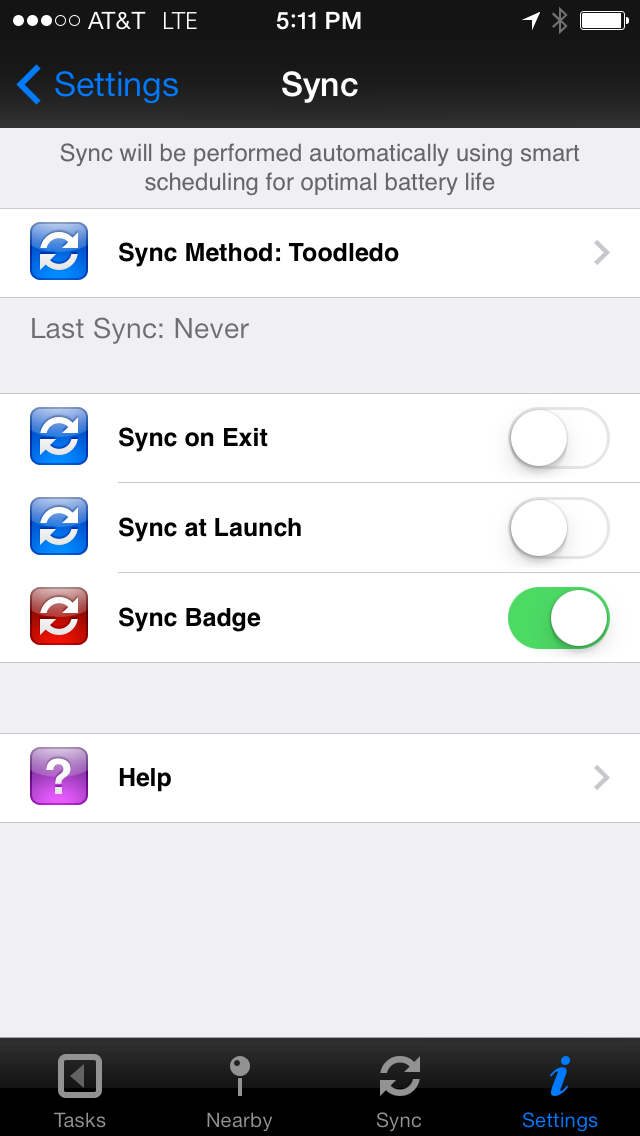 AT&T LTE 5:11 PM
Settings Sync
Sync will be performed automatically using smart
scheduling for optimal battery life
Sync Method: Toodledo
Last Sync: Never
Sync on Exit
Sync at Launch
Sync Badge
? Help
Tasks Nearby Sync Settings